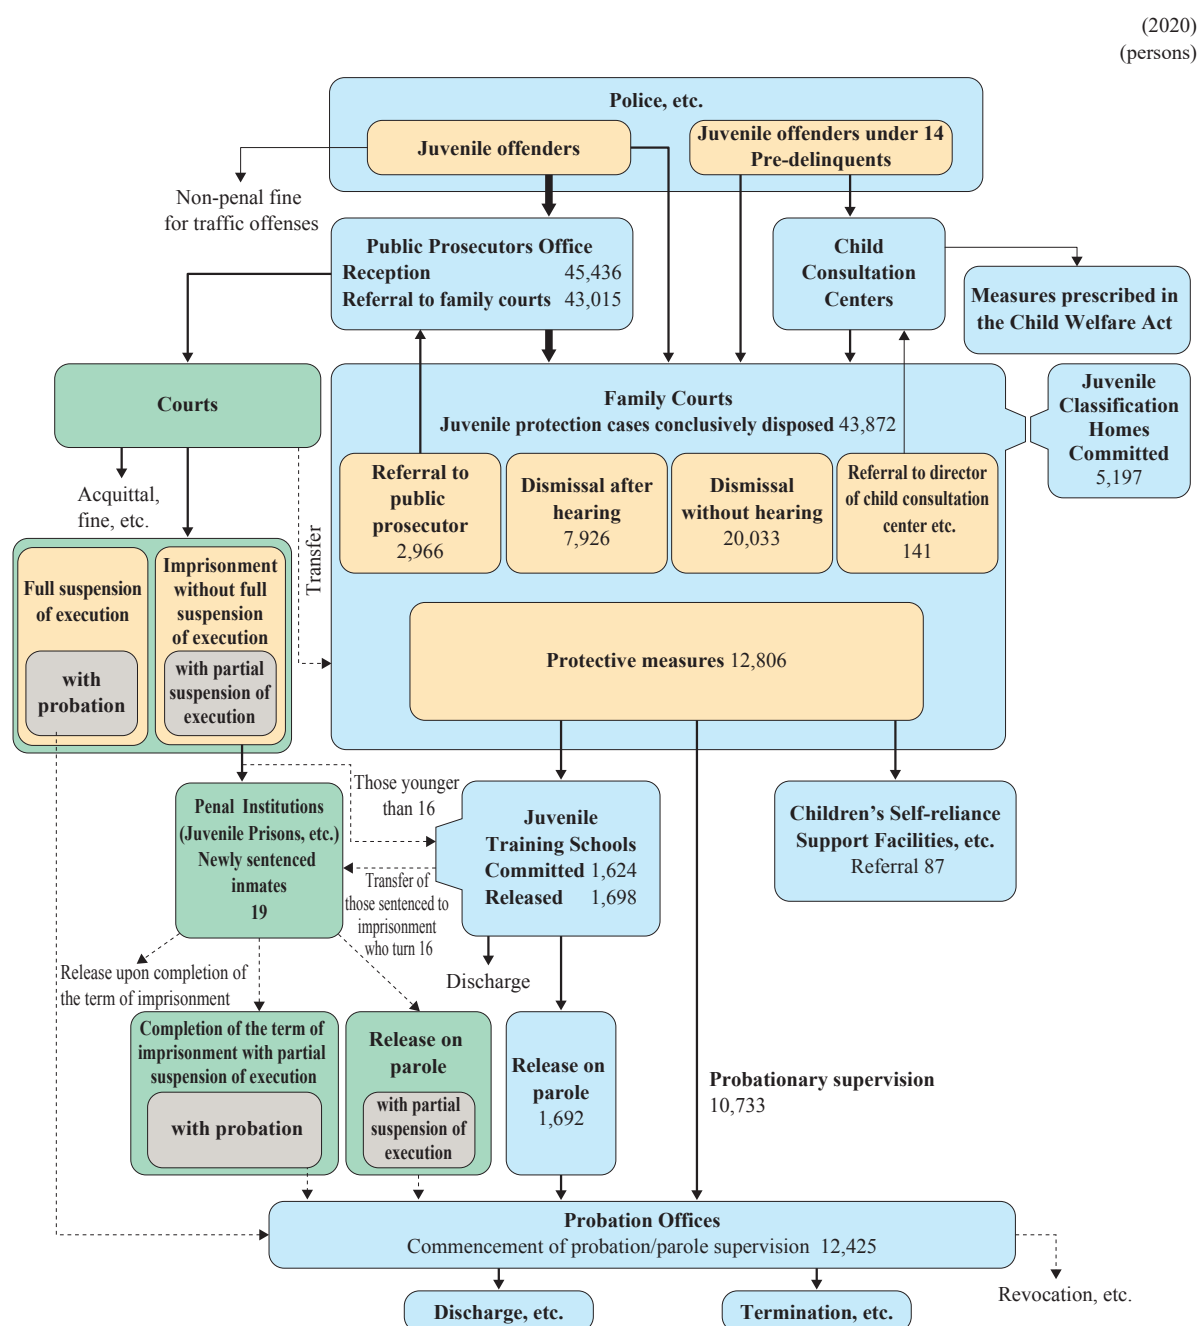 (2020)
(persons)
Police, etc.
Juvenile offenders
Juvenile offenders under 14
Pre-delinquents
Non-penal fine
for traffic offenses
Public Prosecutors Office
Reception 45,436
Referral to family courts 43,015
Child
Consultation
Centers
Measures prescribed in
the Child Welfare Act
Courts
Family Courts
Juvenile protection cases conclusively disposed 43,872
Juvenile
Classification
Homes
Committed
5,197
Referral to
public
prosecutor
2,966
Dismissal after
hearing
7,926
Dismissal
without hearing
20,033
Referral to director
of child consultation
center etc.
141
Acquittal,
fine, etc.
Transfer
Full suspension
of execution
with
probation
Imprisonment
without full
suspension
of execution
with partial
suspension of
execution
Protective measures 12,806
Those younger
than 16
Penal Institutions
(Juvenile Prisons, etc.)
Newly sentenced
inmates
19
Juvenile
Training Schools
Committed 1,624
Released 1,698
Children's Self-reliance
Support Facilities, etc.
Referral 87
Transfer of
those sentenced to
imprisonment
who turn 16
Release upon completion of
the term of imprisonment
Discharge
Completion of the term of
imprisonment with partial
suspension of execution
with probation
Release on
parole
with partial
suspension of
execution
Release on
parole
1,692
Probationary supervision
10,733
Probation Offices
Commencement of probation/parole supervision 12,425
Revocation, etc.
Discharge, etc.
Termination, etc.